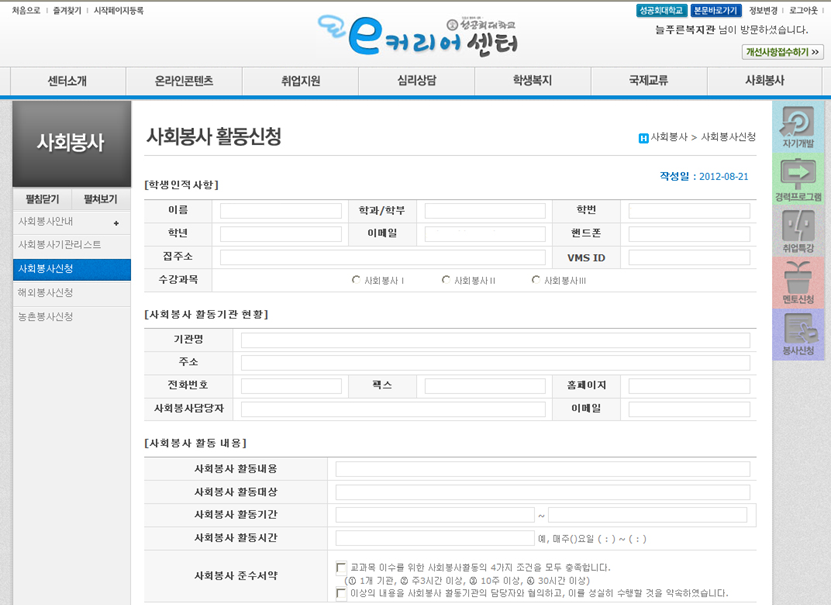 처음으로 | 즐겨찾기 | 시작페이지등록
성공회대학교 본문바로가기 정보변경 | 로그아웃
늘푸른복지관 님이 방문하셨습니다.
개선사항접수하기 >>
성공회대학교
e커리어센터
센터소개 온라인콘텐츠 취업지원 심리상담 학생복지 국제교류 사회봉사
사회봉사
펼침닫기 펼쳐보기
사회봉사안내 +
사회봉사기관리스트
사회봉사신청
해외봉사신청
농촌봉사신청
사회봉사 활동신청
H 사회봉사 > 사회봉사신청
작성일 : 2012-08-21
[학생인적사항]
이름 학과/학부 학번
학년 이메일 핸드폰
집주소 VMS ID
수강과목 사회봉사 I 사회봉사 II 사회봉사III
[사회봉사 활동기관 현황]
기관명
주소
전화번호 팩스 홈페이지
사회봉사담당자 이메일
[사회봉사 활동 내용]
사회봉사 활동내용
사회봉사 활동대상
사회봉사 활동기간 ~
사회봉사 활동시간 예, 매주()요일 ( : ) ~ ( : )
사회봉사 준수서약
교과목 이수를 위한 사회봉사활동의 4가지 조건을 모두 충족합니다.
(① 1개 기관, ② 주3시간 이상, ③ 10주 이상, ④ 30시간 이상)
이상의 내용을 사회봉사 활동기관의 담당자와 협의하고, 이를 성실히 수행할 것을 약속하였습니다.
자기개발
경력프로그램
취업특강
멘토신청
봉사신청